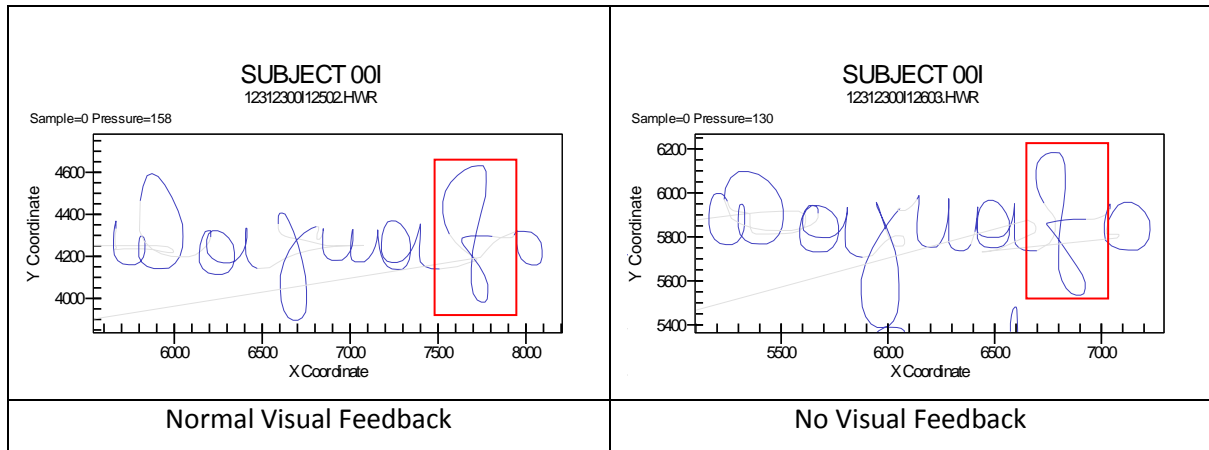 SUBJECT 00I
12312300I12502.HWR
Sample=0 Pressure=158
Y Coordinate
4600
4400
4200
4000
6000 6500 7000 7500 8000
X Coordinate
Normal Visual Feedback
SUBJECT 00I
12312300I12603.HWR
Sample=0 Pressure=130
Y Coordinate
6200
6000
5800
5600
5400
5500 6000 6500 7000
X Coordinate
No Visual Feedback